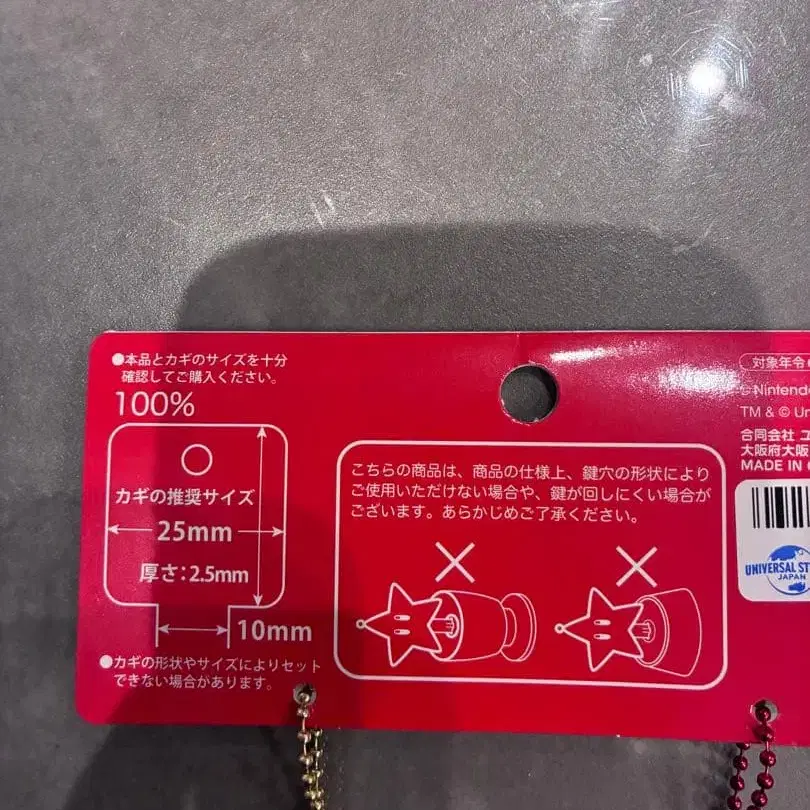 ●本品とカギのサイズを十分
確認してご購入ください。
100%
カギの推奨サイズ
25mm
厚さ:2.5mm
10mm
●カギの形状やサイズによりセット
できない場合があります。
こちらの商品は、商品の仕様上、鍵穴の形状により
ご使用いただけない場合や、鍵が回しにくい場合が
ございます。あらかじめご了承ください。
対象年令
© Nintendo
TM & © Un
合同会社 ユ
大阪府大阪
MADE IN
UNIVERSAL ST
JAPAN